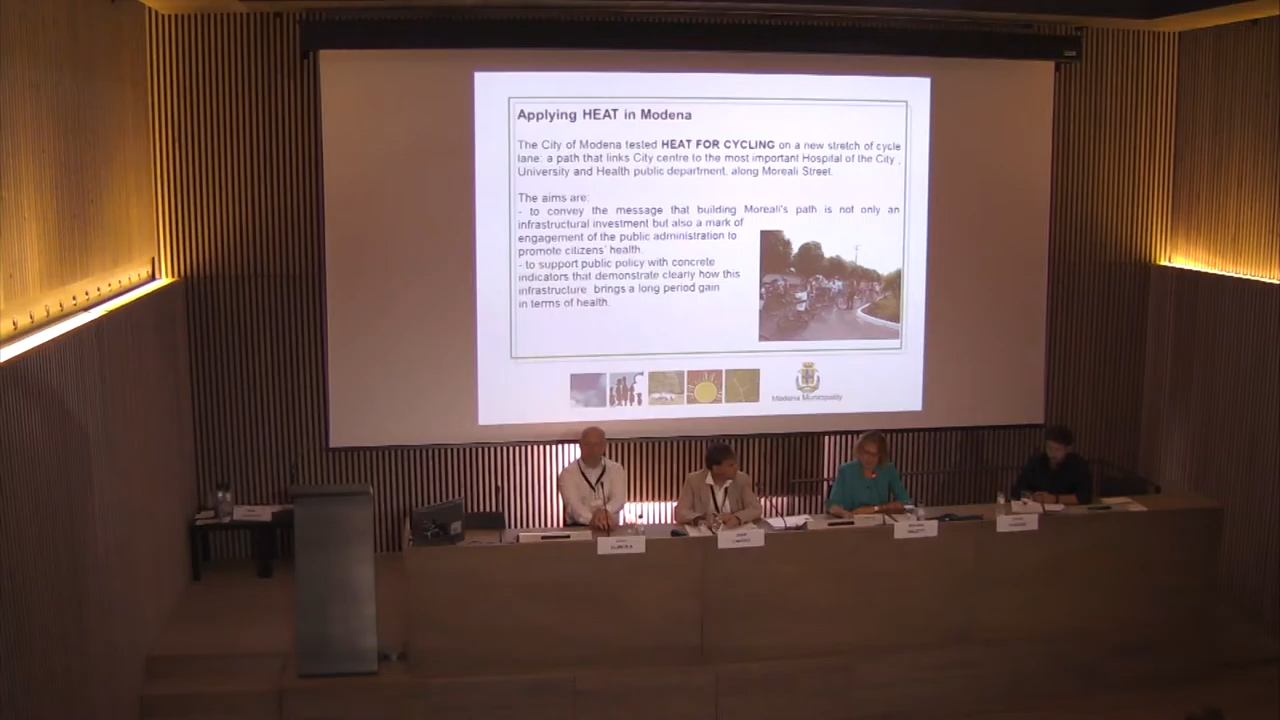 Applying HEAT in Modena
The City of Modena tested HEAT FOR CYCLING on a new stretch of cycle
lane: a path that links City centre to the most important Hospital of the City ,
University and Health public department, along Moreali Street.
The aims are:
- to convey the message that building Moreali's path is not only an
infrastructural investment but also a mark of
engagement of the public administration to
promote citizens' health.
- to support public policy with concrete
indicators that demonstrate clearly how this
infrastructure brings a long period gain
in terms of health.
Modena Municipality